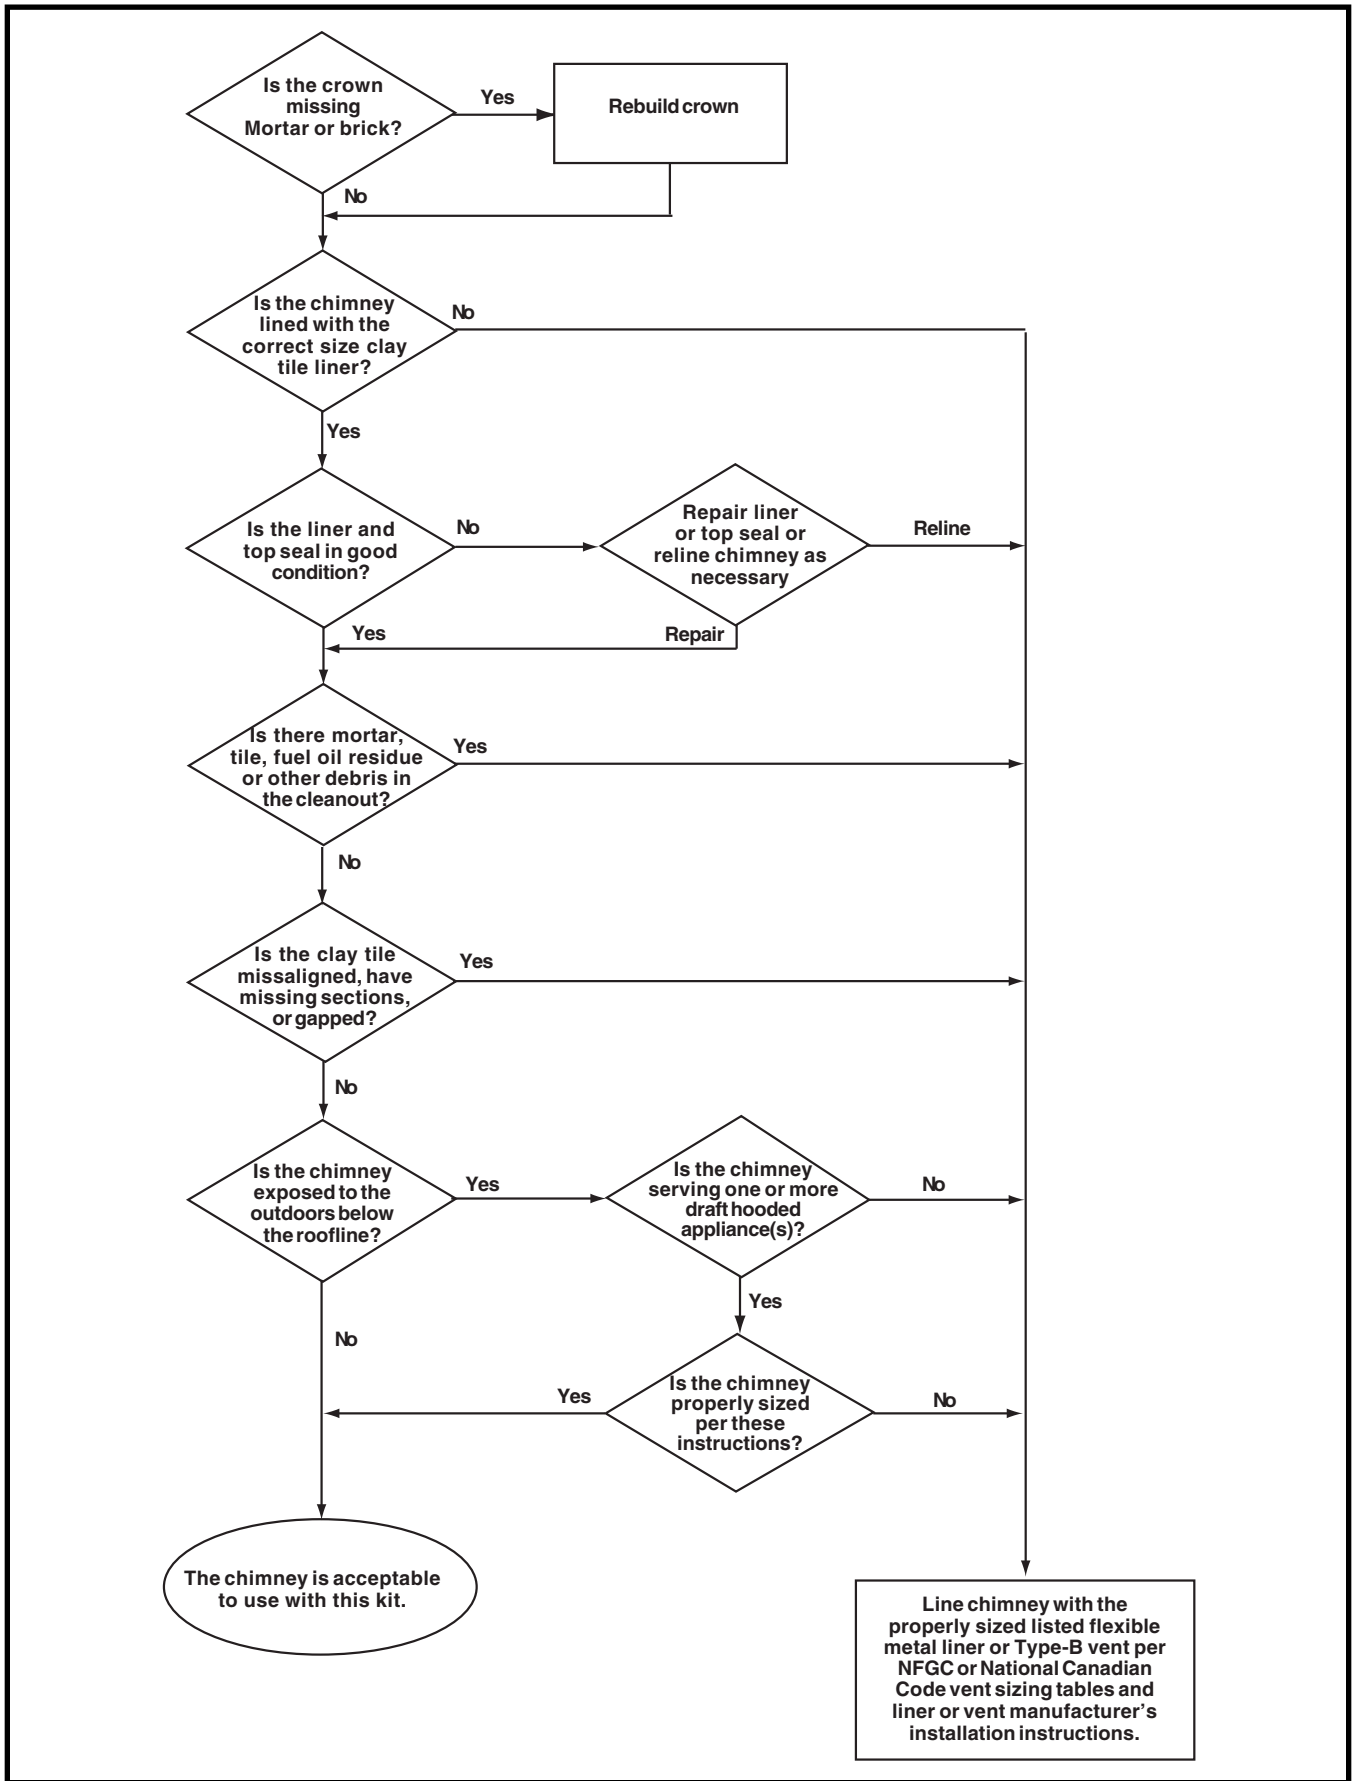 Is the crown
missing
Mortar or brick?
Yes
Rebuild crown
No
Is the chimney
lined with the
correct size clay
tile liner?
No
Yes
Is the liner and
top seal in good
condition?
No
Repair liner
or top seal or
reline chimney as
necessary
Reline
Yes
Repair
Is there mortar,
tile, fuel oil residue
or other debris in
the cleanout?
Yes
No
Is the clay tile
missaligned, have
missing sections,
or gapped?
Yes
No
Is the chimney
exposed to the
outdoors below
the roofline?
Yes
Is the chimney
serving one or more
draft hooded
appliance(s)?
No
Yes
No
Is the chimney
properly sized
per these
instructions?
Yes
No
The chimney is acceptable
to use with this kit.
Line chimney with the
properly sized listed flexible
metal liner or Type-B vent per
NFGC or National Canadian
Code vent sizing tables and
liner or vent manufacturer’s
installation instructions.